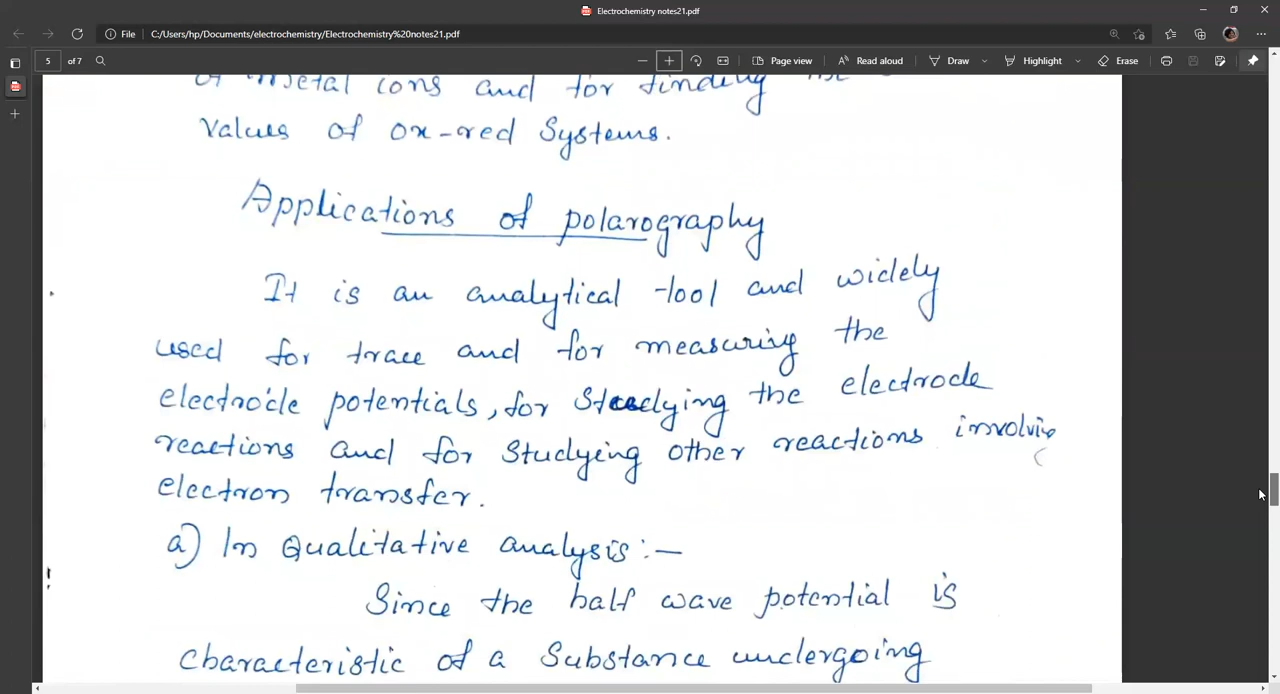 Electrochemistry notes21.pdf
File C:/Users/hp/Documents/electrochemistry/Electrochemistry%20notes21.pdf
5 of 7 Page view Read aloud Draw Highlight Erase
of metal ions and for finding the
Values of ox-red Systems.
Applications of polarography
It is an analytical tool and widely
used for trace and for measuring the
electrode potentials, for Studying the electrode
reactions and for Studying other reactions involving
electron transfer.
a) In Qualitative analysis:—
Since the half wave potential is
characteristic of a Substance undergoing